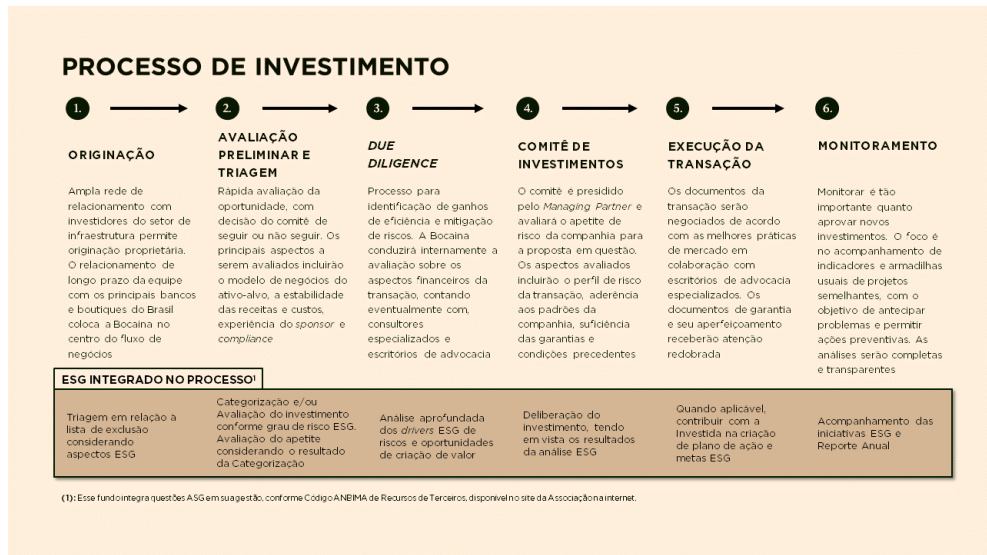 PROCESSO DE INVESTIMENTO
1.
ORIGINAÇÃO
Ampla rede de
relacionamento com
investidores do setor de
infraestrutura permite
originação proprietária.
O relacionamento de
longo prazo da equipe
com os principais bancos
e boutiques do Brasil
coloca a Bocaina no
centro do fluxo de
negócios
2.
AVALIAÇÃO
PRELIMINAR E
TRIAGEM
Rápida avaliação da
oportunidade, com
decisão do comitê de
seguir ou não seguir. Os
principais aspectos a
serem avaliados incluirão
o modelo de negócios do
ativo-alvo, a estabilidade
das receitas e custos,
experiência do sponsor e
compliance
3.
DUE
DILIGENCE
Processo para
identificação de ganhos
de eficiência e mitigação
de riscos. A Bocaina
conduzirá internamente a
avaliação sobre os
aspectos financeiros da
transação, contando
eventualmente com,
consultores
especializados e
escritórios de advocacia
4.
COMITÊ DE
INVESTIMENTOS
O comitê é presidido
pelo Managing Partner e
avaliará o apetite de
risco da companhia para
a proposta em questão.
Os aspectos avaliados
incluirão o perfil de risco
da transação, aderência
aos padrões da
companhia, suficiência
das garantias e
condições precedentes
5.
EXECUÇÃO DA
TRANSAÇÃO
Os documentos da
transação serão
negociados de acordo
com as melhores práticas
de mercado em
colaboração com
escritórios de advocacia
especializados. Os
documentos de garantia
e seu aperfeiçoamento
receberão atenção
redobrada
6.
MONITORAMENTO
Monitorar é tão
importante quanto
aprovar novos
investimentos. O foco é
no acompanhamento de
indicadores e armadilhas
usuais de projetos
semelhantes, com o
objetivo de antecipar
problemas e permitir
ações preventivas. As
análises serão completas
e transparentes
ESG INTEGRADO NO PROCESSO¹
Triagem em relação à
lista de exclusão
considerando
aspectos ESG
Categorização e/ou
Avaliação do investimento
conforme grau de risco ESG.
Avaliação do apetite
considerando o resultado
da Categorização
Análise aprofundada
dos drivers ESG de
riscos e oportunidades
de criação de valor
Deliberação do
investimento, tendo
em vista os resultados
da análise ESG
Quando aplicável,
contribuir com a
Investida na criação
de plano de ação e
metas ESG
Acompanhamento das
iniciativas ESG e
Reporte Anual
(1): Esse fundo integra questões ASG em sua gestão, conforme Código ANBIMA de Recursos de Terceiros, disponível no site da Associação na internet.